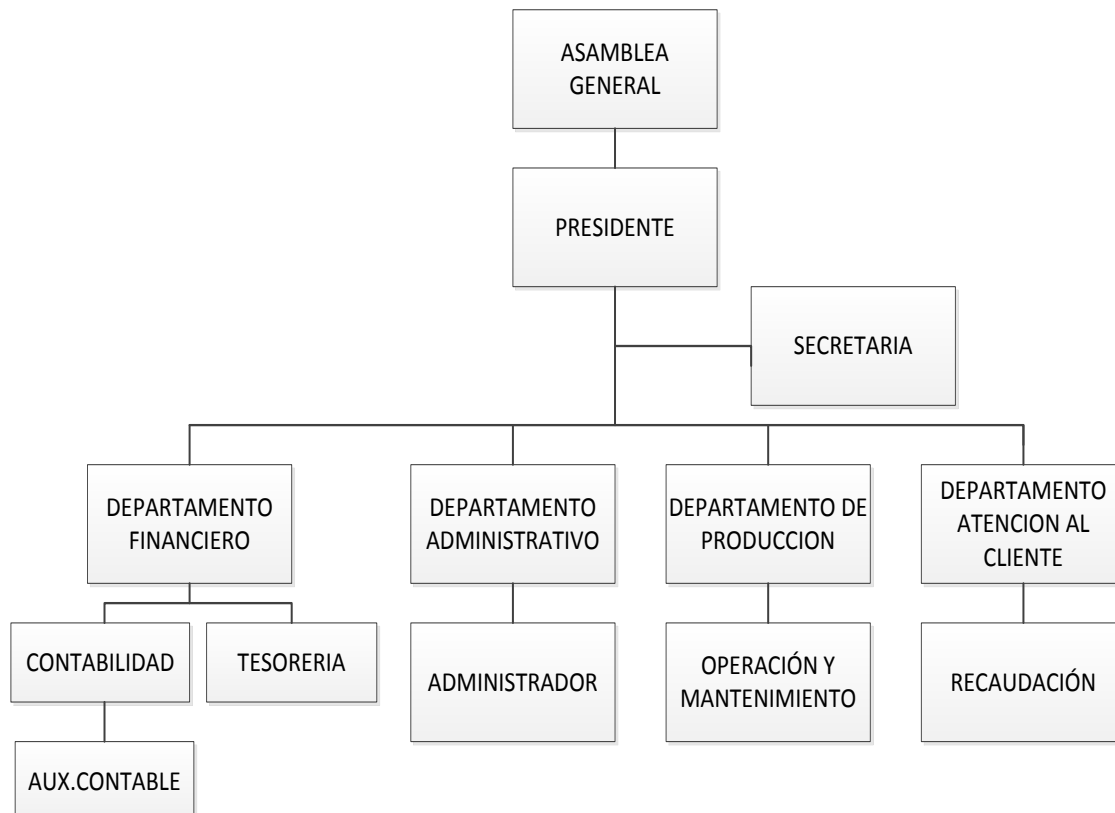 ASAMBLEA
GENERAL
PRESIDENTE
SECRETARIA
DEPARTAMENTO
FINANCIERO
DEPARTAMENTO
ADMINISTRATIVO
DEPARTAMENTO DE
PRODUCCION
DEPARTAMENTO
ATENCION AL
CLIENTE
CONTABILIDAD
TESORERIA
ADMINISTRADOR
OPERACIÓN Y
MANTENIMIENTO
RECAUDACIÓN
AUX.CONTABLE